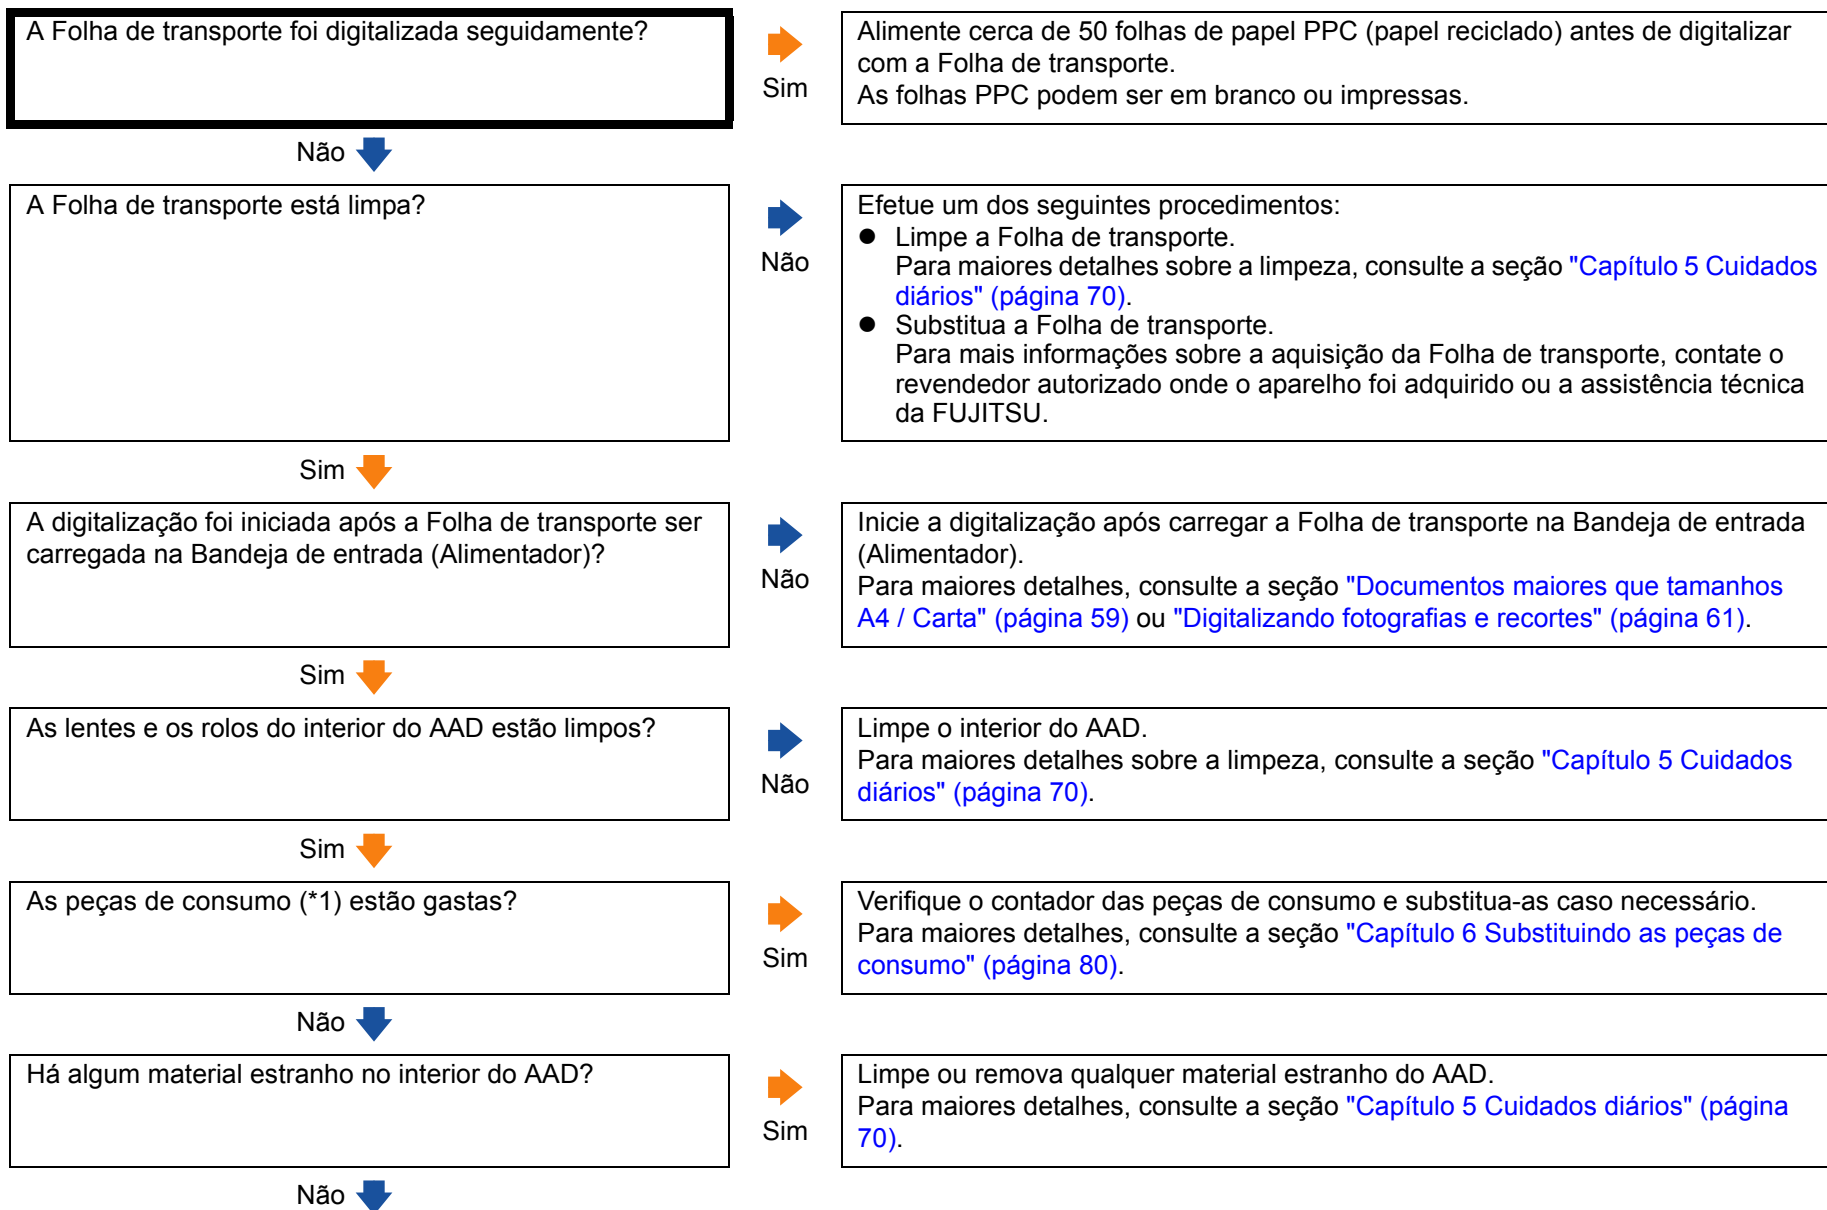 A Folha de transporte foi digitalizada seguidamente?
Sim
Alimente cerca de 50 folhas de papel PPC (papel reciclado) antes de digitalizar
com a Folha de transporte.
As folhas PPC podem ser em branco ou impressas.
Não
A Folha de transporte está limpa?
Não
Efetue um dos seguintes procedimentos:
● Limpe a Folha de transporte.
Para maiores detalhes sobre a limpeza, consulte a seção "Capítulo 5 Cuidados
diários" (página 70).
● Substitua a Folha de transporte.
Para mais informações sobre a aquisição da Folha de transporte, contate o
revendedor autorizado onde o aparelho foi adquirido ou a assistência técnica
da FUJITSU.
Sim
A digitalização foi iniciada após a Folha de transporte ser
carregada na Bandeja de entrada (Alimentador)?
Não
Inicie a digitalização após carregar a Folha de transporte na Bandeja de entrada
(Alimentador).
Para maiores detalhes, consulte a seção "Documentos maiores que tamanhos
A4 / Carta" (página 59) ou "Digitalizando fotografias e recortes" (página 61).
Sim
As lentes e os rolos do interior do AAD estão limpos?
Não
Limpe o interior do AAD.
Para maiores detalhes sobre a limpeza, consulte a seção "Capítulo 5 Cuidados
diários" (página 70).
Sim
As peças de consumo (*1) estão gastas?
Sim
Verifique o contador das peças de consumo e substitua-as caso necessário.
Para maiores detalhes, consulte a seção "Capítulo 6 Substituindo as peças de
consumo" (página 80).
Não
Há algum material estranho no interior do AAD?
Sim
Limpe ou remova qualquer material estranho do AAD.
Para maiores detalhes, consulte a seção "Capítulo 5 Cuidados diários" (página
70).
Não